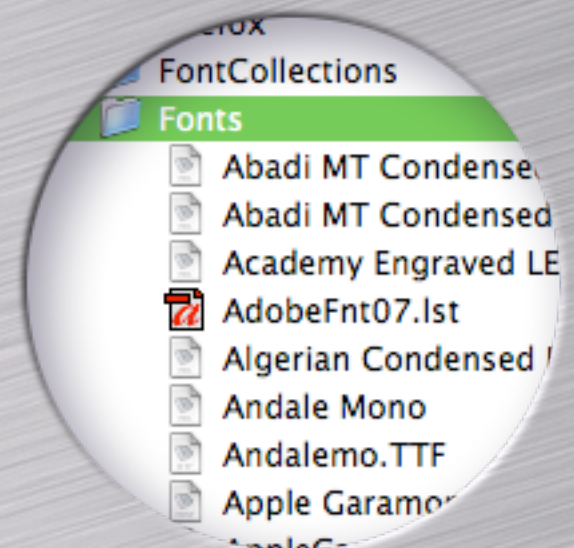 FontCollections
Fonts
Abadi MT Condensed
Abadi MT Condensed
Academy Engraved LE
AdobeFnt07.lst
Algerian Condensed
Andale Mono
Andalemo.TTF
Apple